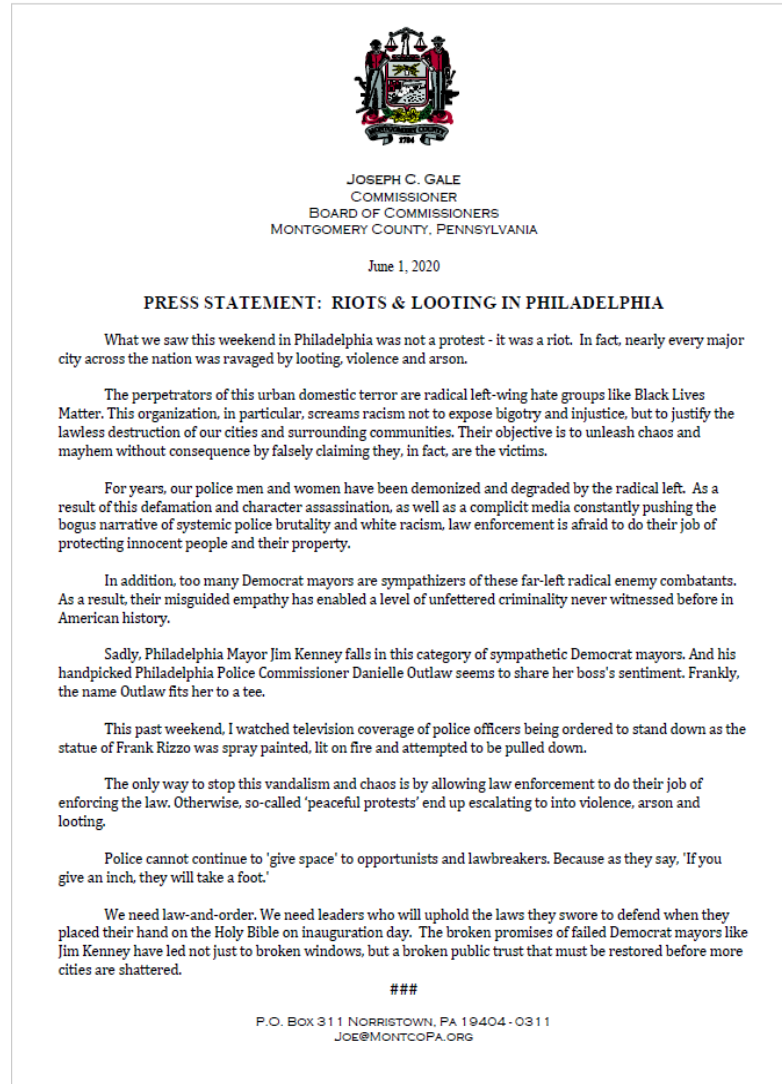 MONTGOMERY COUNTY
1784
JOSEPH C. GALE
COMMISSIONER
BOARD OF COMMISSIONERS
MONTGOMERY COUNTY, PENNSYLVANIA
June 1, 2020
PRESS STATEMENT: RIOTS & LOOTING IN PHILADELPHIA
What we saw this weekend in Philadelphia was not a protest - it was a riot. In fact, nearly every major
city across the nation was ravaged by looting, violence and arson.
The perpetrators of this urban domestic terror are radical left-wing hate groups like Black Lives
Matter. This organization, in particular, screams racism not to expose bigotry and injustice, but to justify the
lawless destruction of our cities and surrounding communities. Their objective is to unleash chaos and
mayhem without consequence by falsely claiming they, in fact, are the victims.
For years, our police men and women have been demonized and degraded by the radical left. As a
result of this defamation and character assassination, as well as a complicit media constantly pushing the
bogus narrative of systemic police brutality and white racism, law enforcement is afraid to do their job of
protecting innocent people and their property.
In addition, too many Democrat mayors are sympathizers of these far-left radical enemy combatants.
As a result, their misguided empathy has enabled a level of unfettered criminality never witnessed before in
American history.
Sadly, Philadelphia Mayor Jim Kenney falls in this category of sympathetic Democrat mayors. And his
handpicked Philadelphia Police Commissioner Danielle Outlaw seems to share her boss's sentiment. Frankly,
the name Outlaw fits her to a tee.
This past weekend, I watched television coverage of police officers being ordered to stand down as the
statue of Frank Rizzo was spray painted, lit on fire and attempted to be pulled down.
The only way to stop this vandalism and chaos is by allowing law enforcement to do their job of
enforcing the law. Otherwise, so-called ‘peaceful protests’ end up escalating to into violence, arson and
looting.
Police cannot continue to 'give space' to opportunists and lawbreakers. Because as they say, 'If you
give an inch, they will take a foot.'
We need law-and-order. We need leaders who will uphold the laws they swore to defend when they
placed their hand on the Holy Bible on inauguration day. The broken promises of failed Democrat mayors like
Jim Kenney have led not just to broken windows, but a broken public trust that must be restored before more
cities are shattered.
###
P.O. BOX 311 NORRISTOWN, PA 19404-0311
JOE@MONTCOPA.ORG